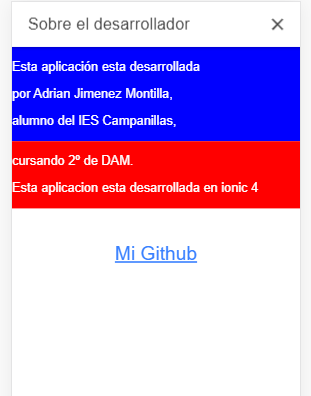 Sobre el desarrollador
Esta aplicación esta desarrollada
por Adrian Jimenez Montilla,
alumno del IES Campanillas,
cursando 2º de DAM.
Esta aplicacion esta desarrollada en ionic 4
Mi Github